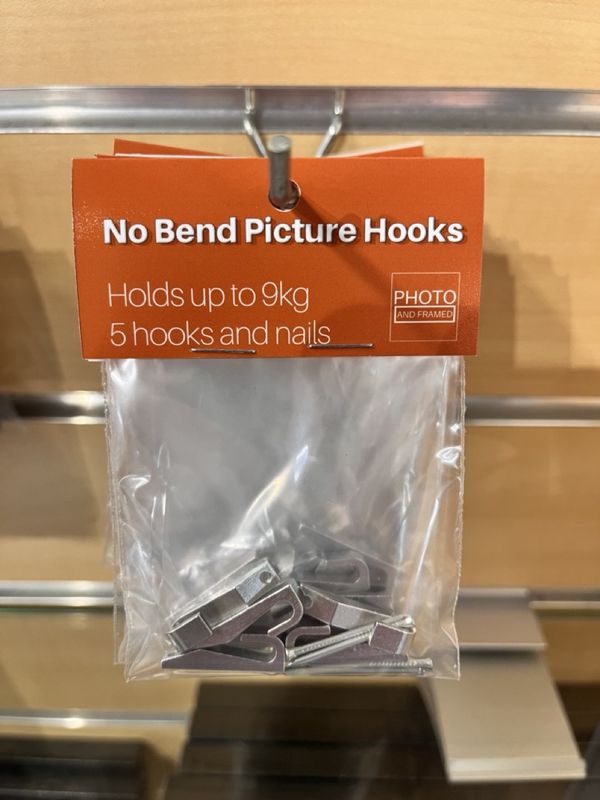 No Bend Picture Hooks
Holds up to 9kg
5 hooks and nails
PHOTO
AND FRAMED